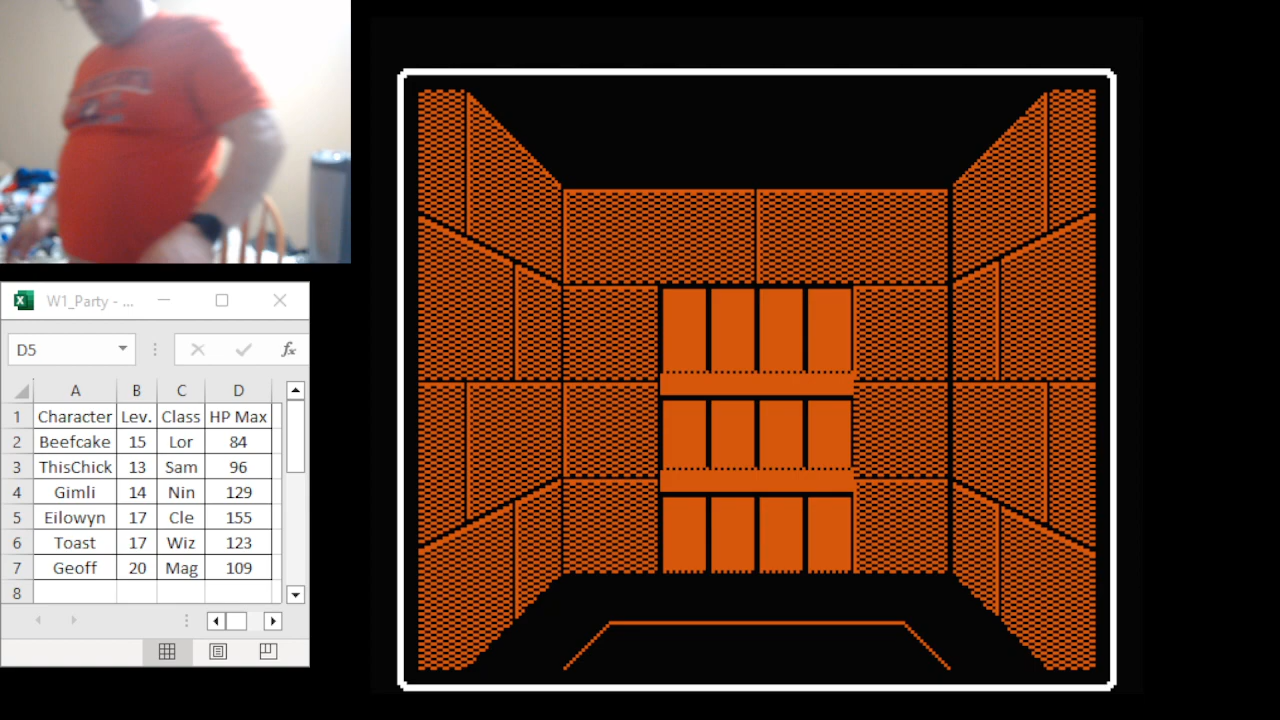 W1_Party - ...
D5
fx
A B C D
1 Character Lev. Class HP Max
2 Beefcake 15 Lor 84
3 ThisChick 13 Sam 96
4 Gimli 14 Nin 129
5 Eilowyn 17 Cle 155
6 Toast 17 Wiz 123
7 Geoff 20 Mag 109
8